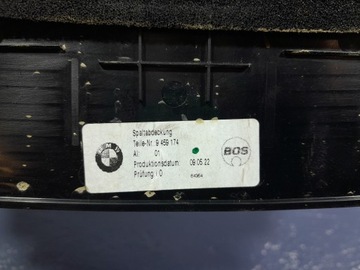 BMW
Spaltabdeckung
Teile-Nr. 9 459 174
AI 01
Produktionsdatum 09.05.22
Prüfung i.O
BOS